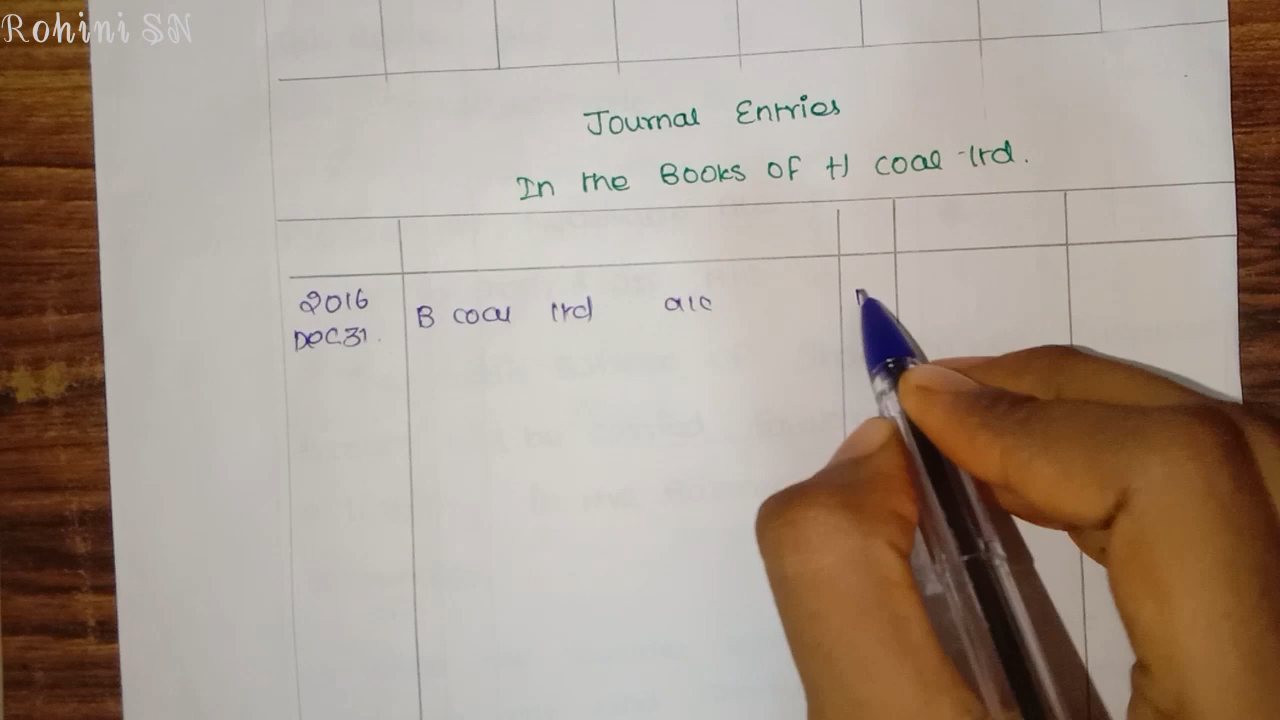 Rohini SN
Journal Entries
In the Books of H coal ltd.
2016 B coal ltd a/c
Dec 31.